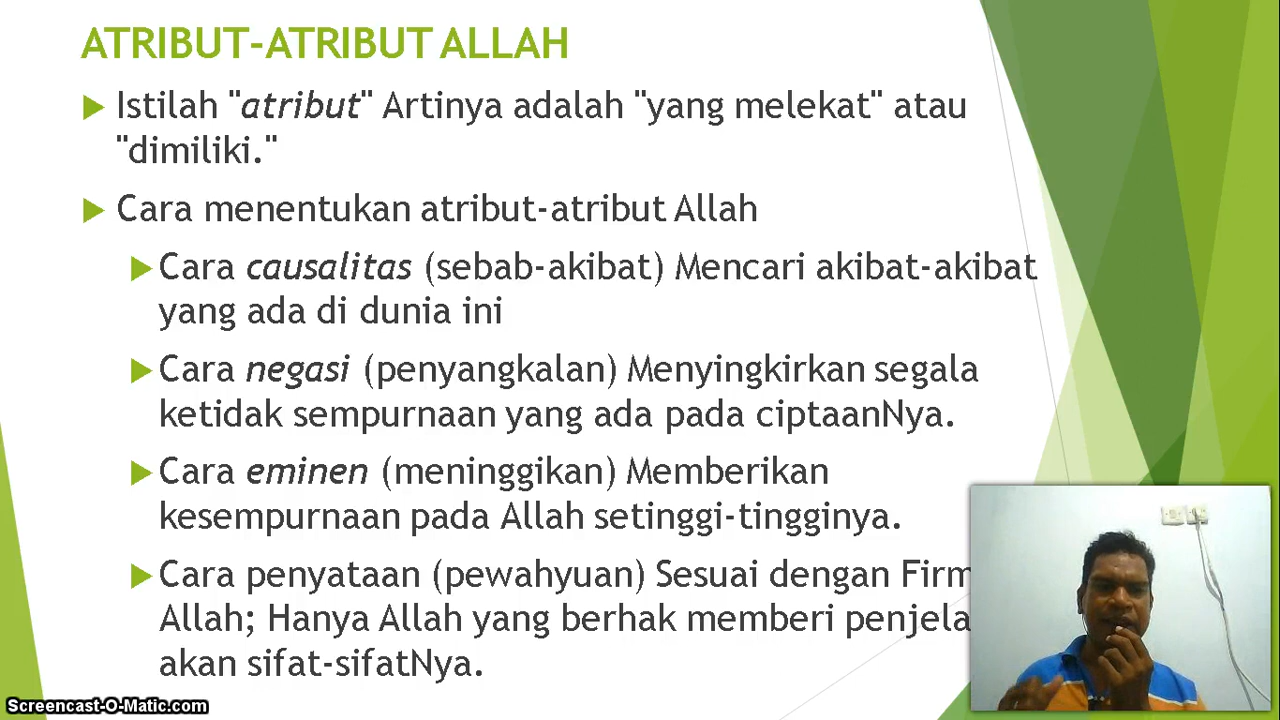 ATRIBUT-ATRIBUT ALLAH
Istilah "atribut" Artinya adalah "yang melekat" atau
"dimiliki."
Cara menentukan atribut-atribut Allah
Cara causalitas (sebab-akibat) Mencari akibat-akibat
yang ada di dunia ini
Cara negasi (penyangkalan) Menyingkirkan segala
ketidak sempurnaan yang ada pada ciptaanNya.
Cara eminen (meninggikan) Memberikan
kesempurnaan pada Allah setinggi-tingginya.
Cara penyataan (pewahyuan) Sesuai dengan Firm
Allah; Hanya Allah yang berhak memberi penjela
akan sifat-sifatNya.
Screencast-O-Matic.com